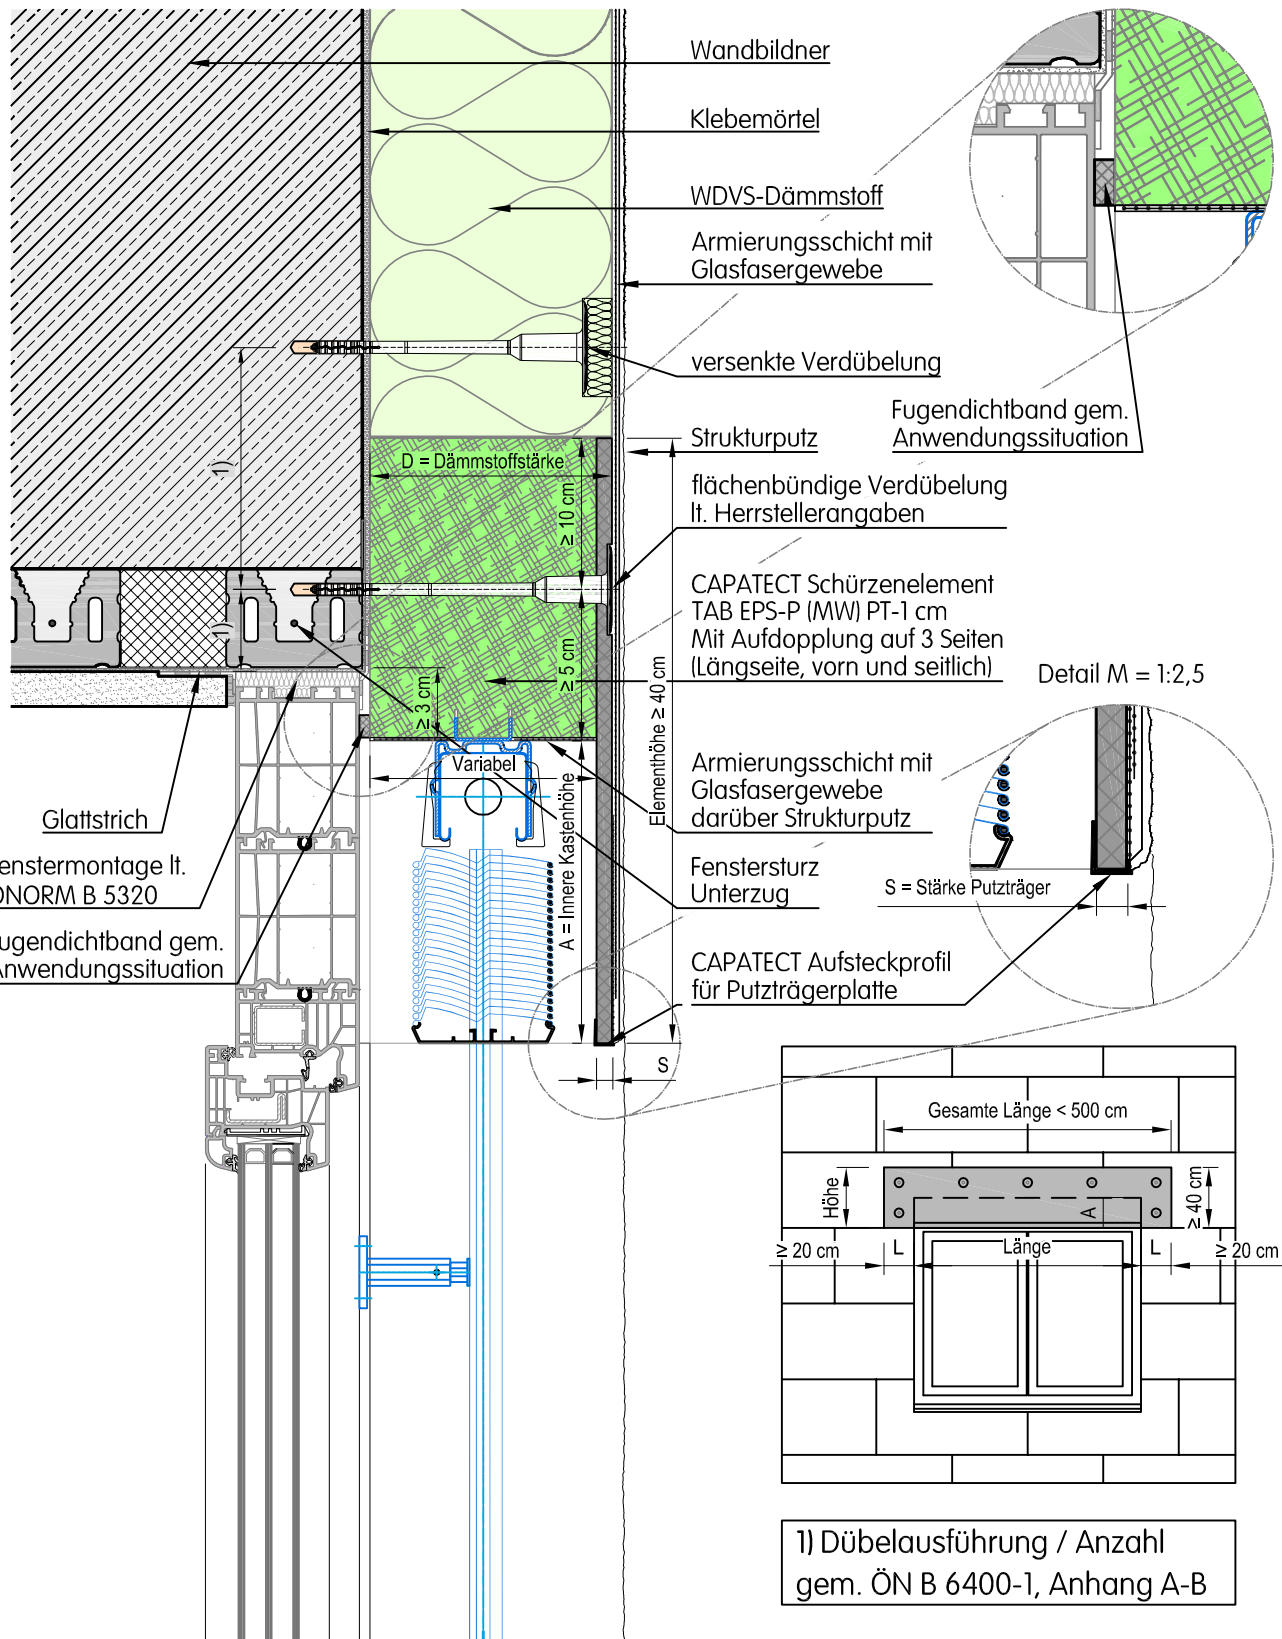 Wandbildner
Klebemörtel
WDVS-Dämmstoff
Armierungsschicht mit
Glasfasergewebe
versenkte Verdübelung
Fugendichtband gem.
Anwendungssituation
Strukturputz
D = Dämmstoffstärke
≥ 10 cm
1)
flächenbündige Verdübelung
lt. Herrstellerangaben
CAPATECT Schürzenelement
TAB EPS-P (MW) PT-1 cm
Mit Aufdopplung auf 3 Seiten
(Längseite, vorn und seitlich)
1)
≥ 5 cm
≥ 3 cm
Elementhöhe ≥ 40 cm
Detail M = 1:2,5
Variabel
A = Innere Kastenhöhe
Armierungsschicht mit
Glasfasergewebe
darüber Strukturputz
Glattstrich
enstermontage lt.
ONORM B 5320
ugendichtband gem.
Anwendungssituation
Fenstersturz
Unterzug
S = Stärke Putzträger
CAPATECT Aufsteckprofil
für Putzträgerplatte
S
Gesamte Länge < 500 cm
Höhe
A
≥ 40 cm
≥ 20 cm
L
Länge
L
≥ 20 cm
1) Dübelausführung / Anzahl
gem. ÖN B 6400-1, Anhang A-B